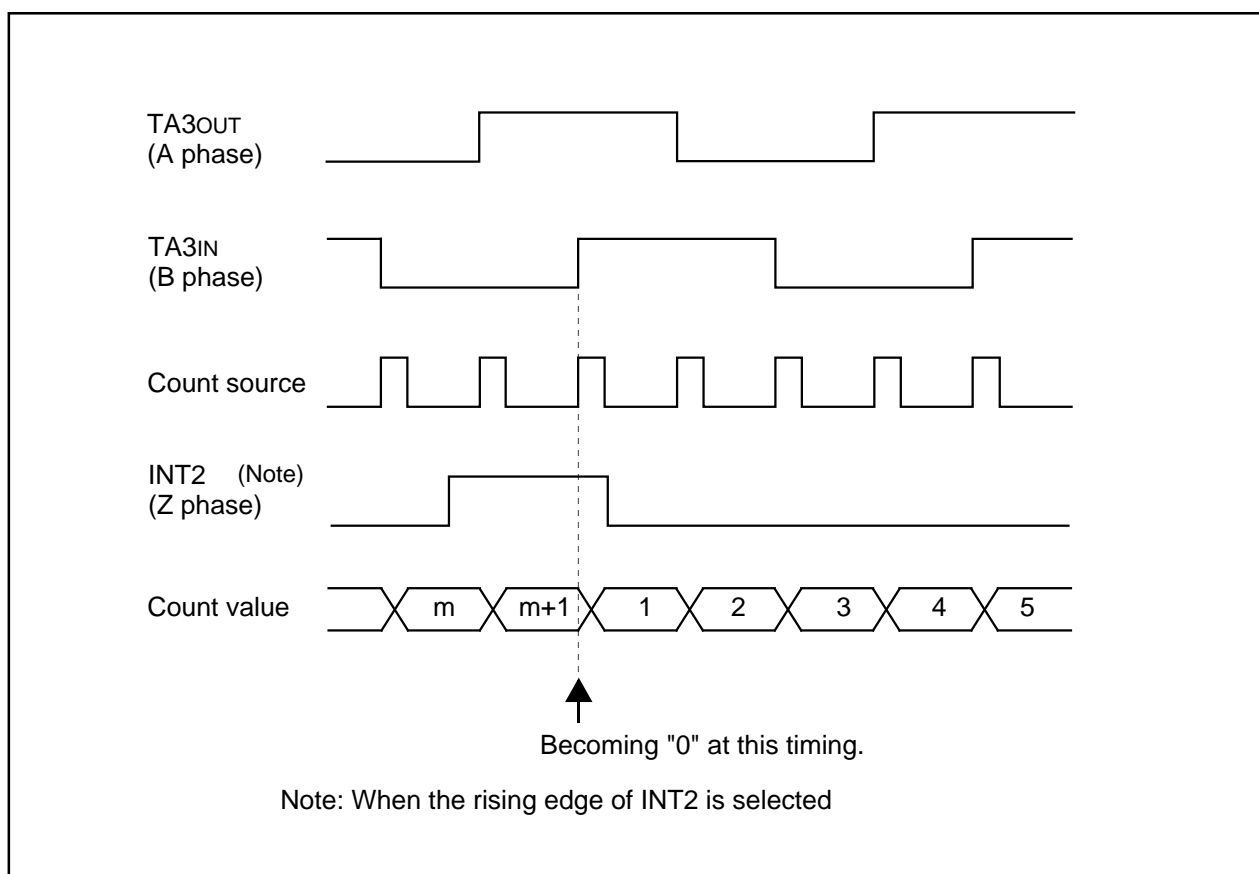 TA3OUT
(A phase)
TA3IN
(B phase)
Count source
INT2 (Note)
(Z phase)
Count value m m+1 1 2 3 4 5
Becoming "0" at this timing.
Note: When the rising edge of INT2 is selected